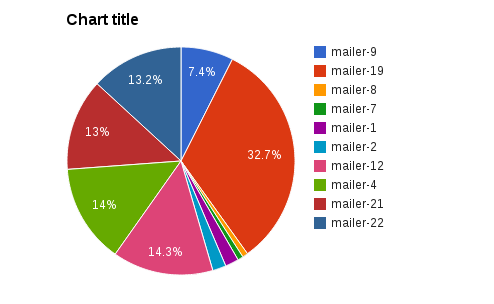 Chart title
7.4%
32.7%
14.3%
14%
13%
13.2%
mailer-9
mailer-19
mailer-8
mailer-7
mailer-1
mailer-2
mailer-12
mailer-4
mailer-21
mailer-22